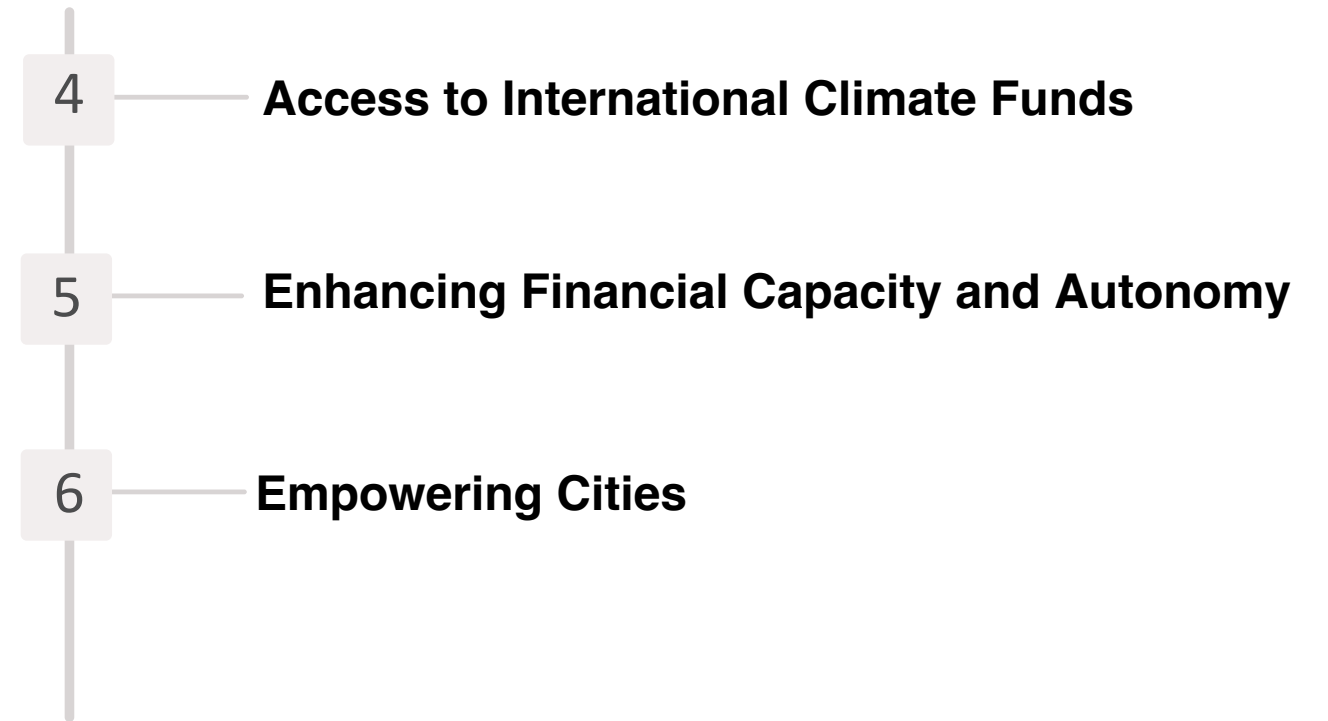 4 Access to International Climate Funds
5 Enhancing Financial Capacity and Autonomy
6 Empowering Cities